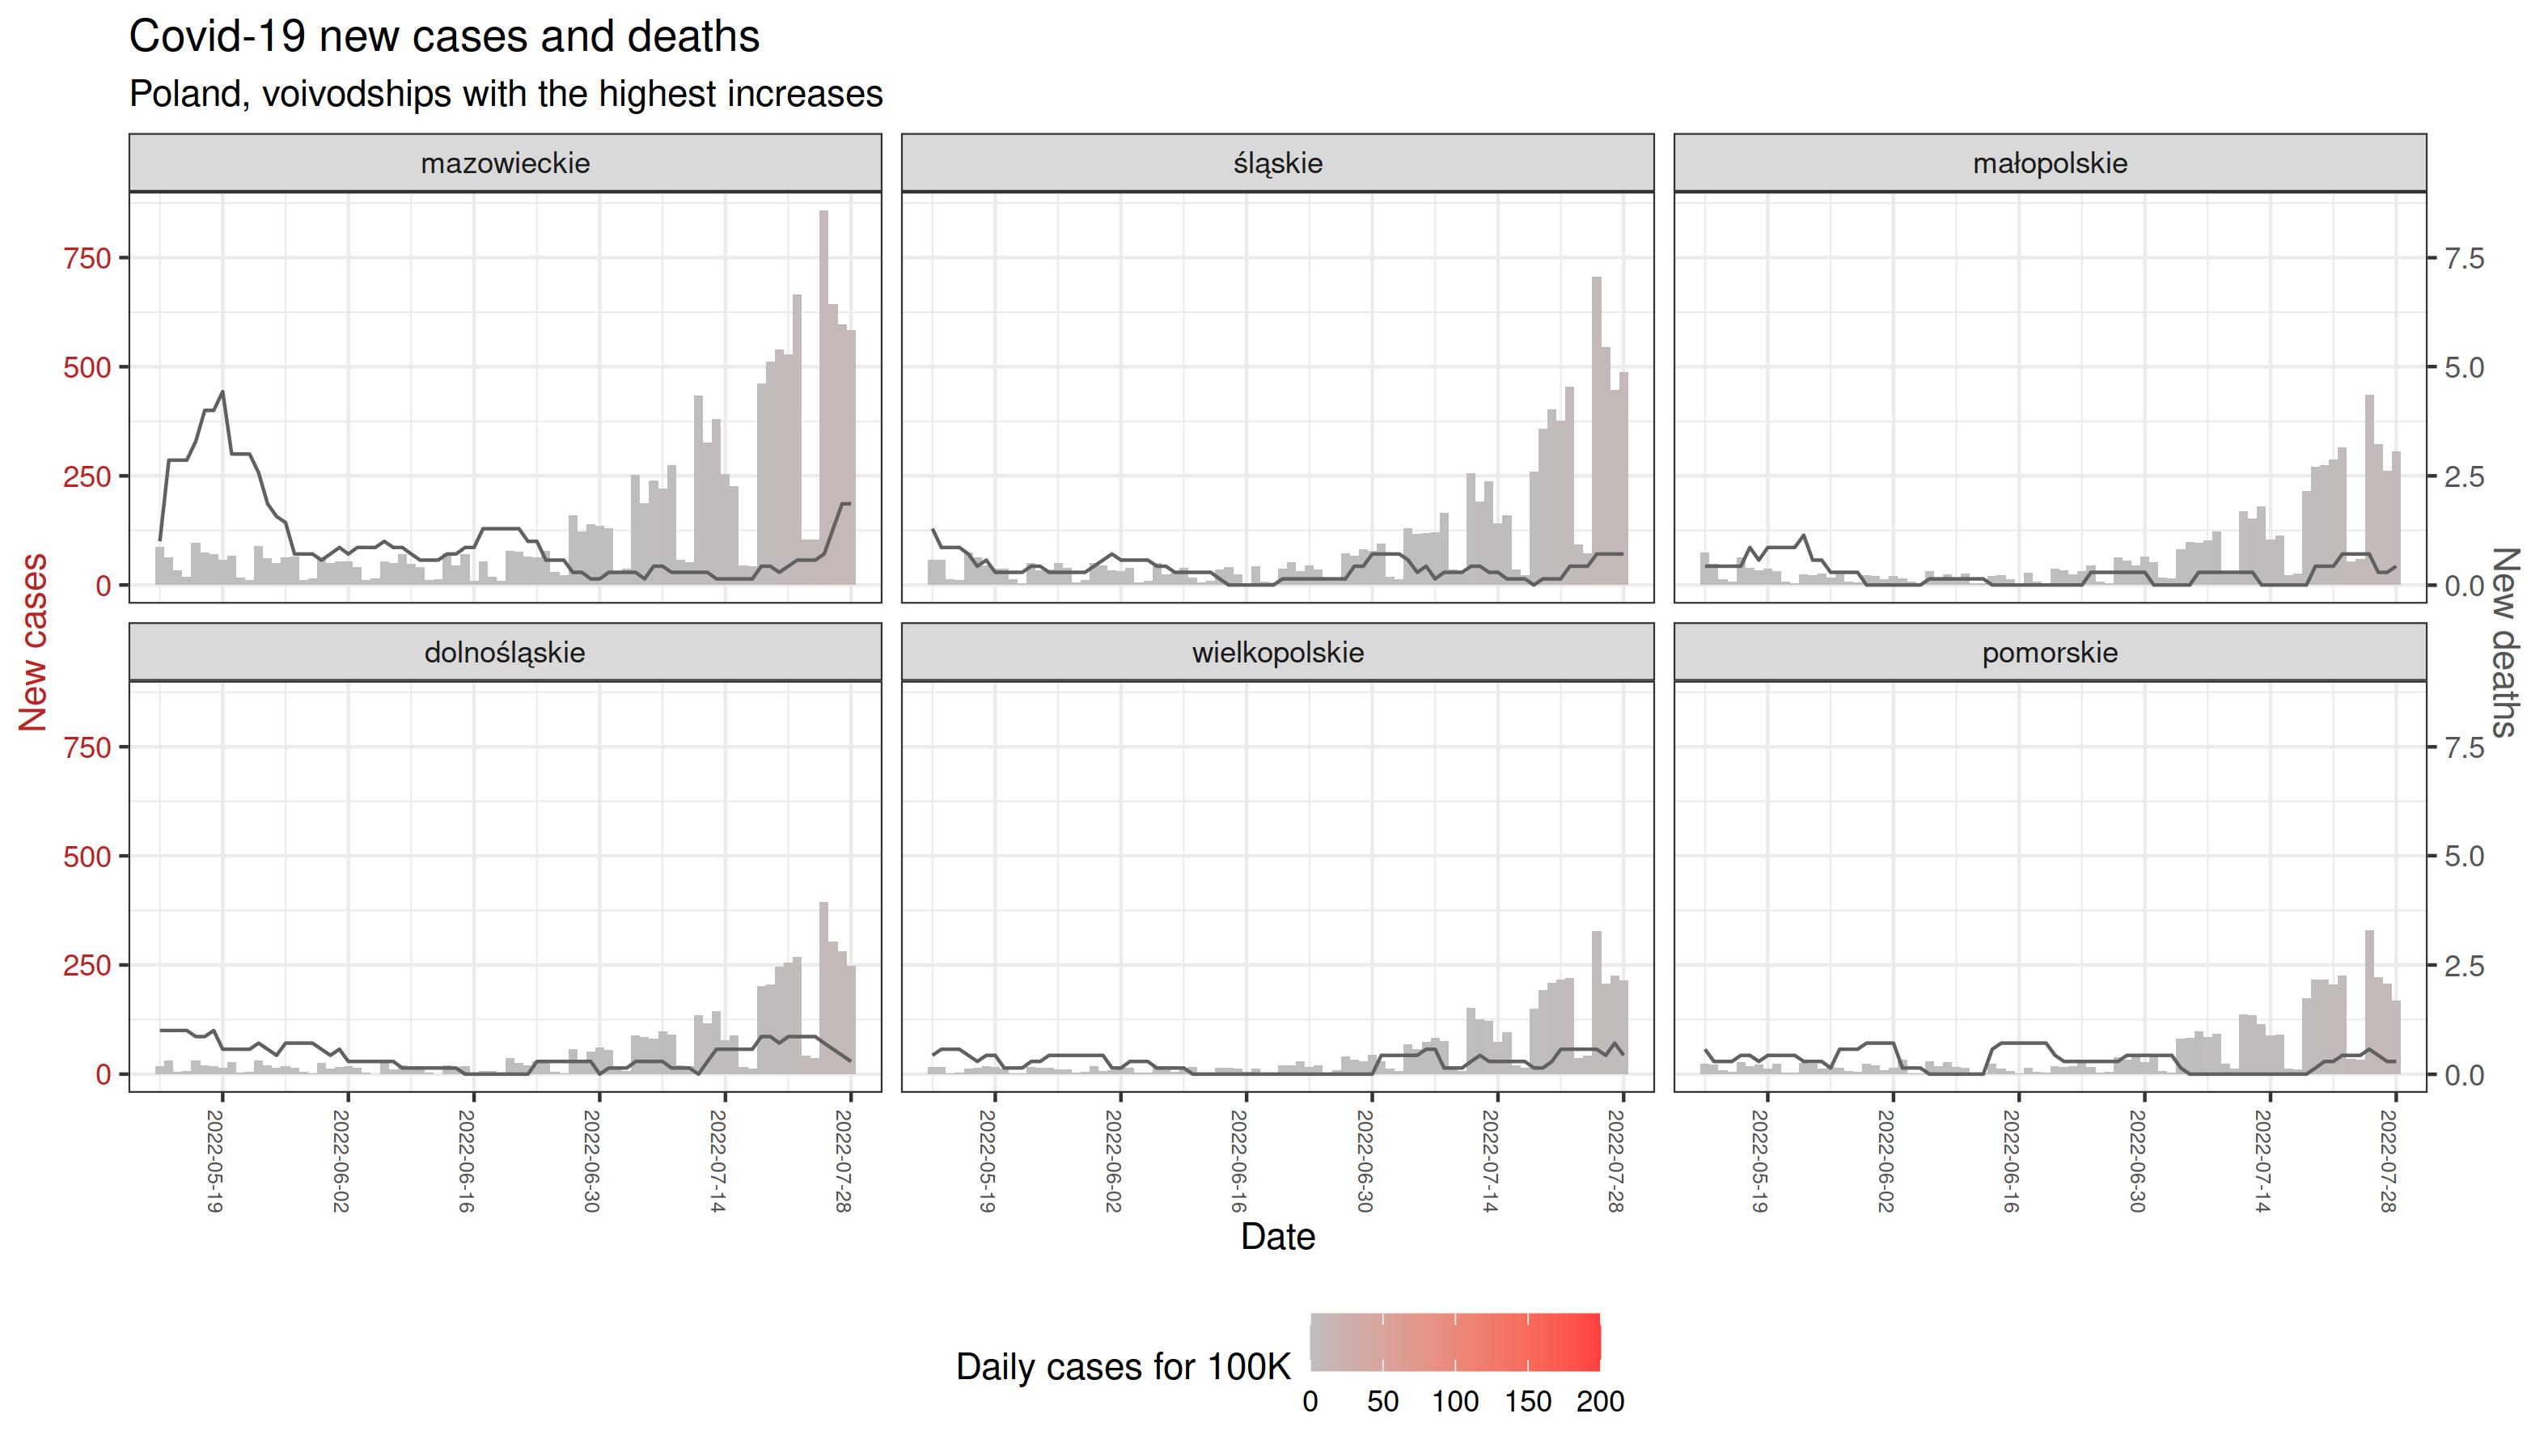 Covid-19 new cases and deaths
Poland, voivodships with the highest increases
mazowieckie
śląskie
małopolskie
750
500
250
0
7.5
5.0
2.5
0.0
New cases
New deaths
dolnośląskie
wielkopolskie
pomorskie
750
500
250
0
7.5
5.0
2.5
0.0
2022-05-19
2022-06-02
2022-06-16
2022-06-30
2022-07-14
2022-07-28
2022-05-19
2022-06-02
2022-06-16
2022-06-30
2022-07-14
2022-07-28
2022-05-19
2022-06-02
2022-06-16
2022-06-30
2022-07-14
2022-07-28
Date
Daily cases for 100K
0 50 100 150 200